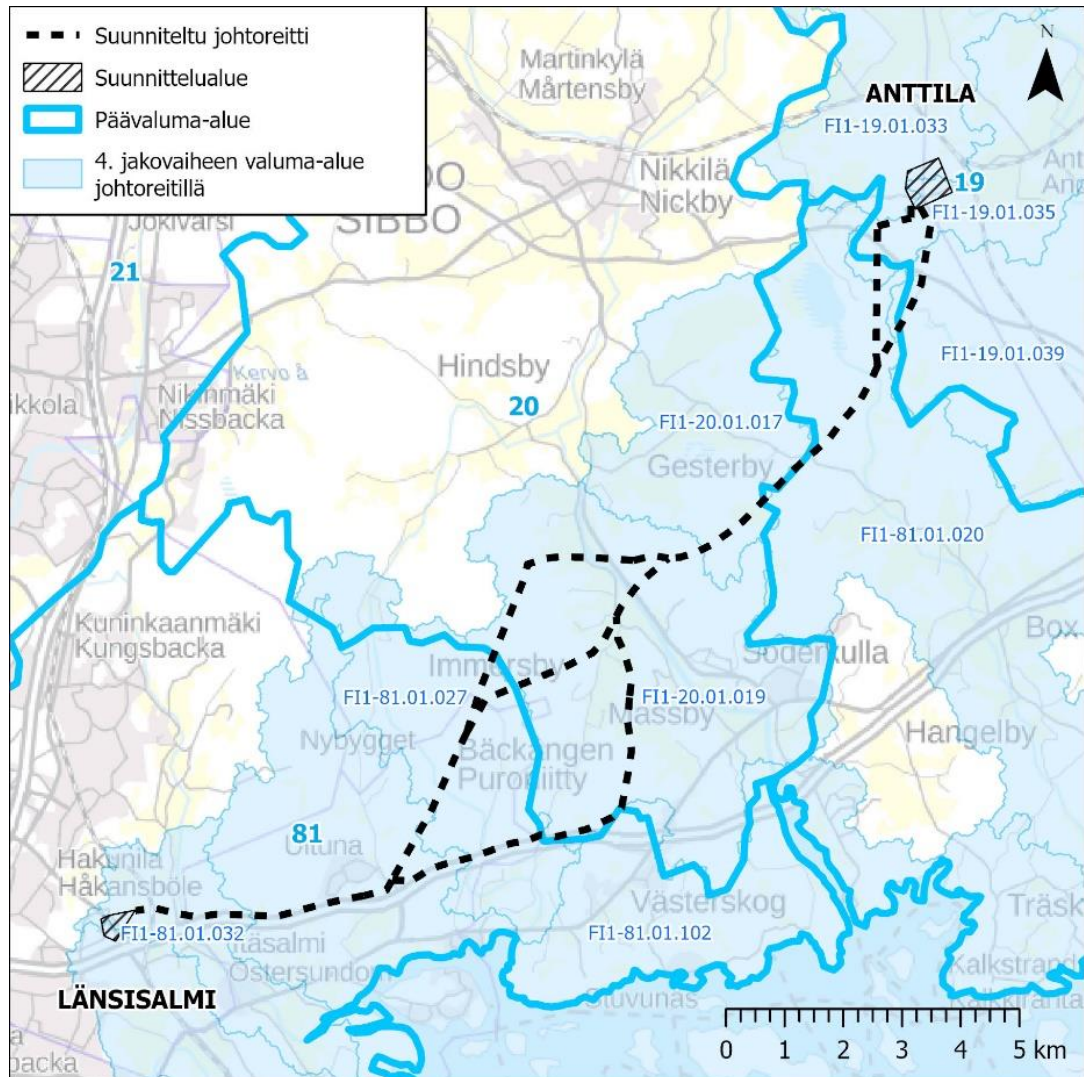 Suunniteltu johtoreitti
Suunnittelualue
Päävaluma-alue
4. jakovaiheen valuma-alue
johtoreitillä
N
Martinkylä
Mårtensby
ANTTILA
FI1-19.01.033
Nikkilä
Nickby
19
FI1-19.01.035
SIBBO
21
Hindsby
Kervo å
Nikinmäki
Nissbacka
20
FI1-19.01.039
FI1-20.01.017
Gesterby
FI1-81.01.020
Kuninkaanmäki
Kungsbacka
Box
Immersby
Söderkulla
FI1-81.01.027
FI1-20.01.019
Nybygget
Massby
Hangelby
Bäckängen
Puroniitty
81
Hakunila
Håkansböle
Västerskog
FI1-81.01.032
FI1-81.01.102
Itäsalmi
Östersundom
LÄNSISALMI
0 1 2 3 4 5 km